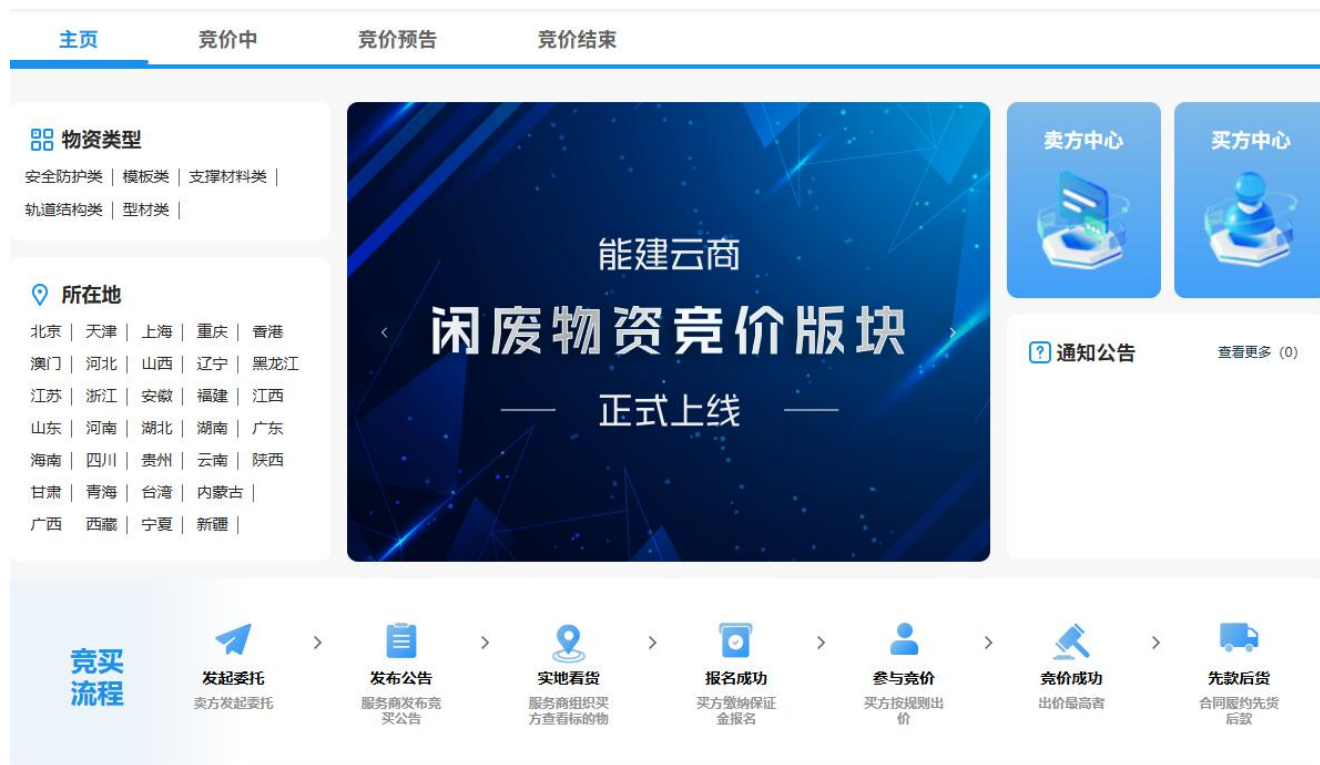 主页 竞价中 竞价预告 竞价结束
物资类型
安全防护类 | 模板类 | 支撑材料类 |
轨道结构类 | 型材类 |
所在地
北京 | 天津 | 上海 | 重庆 | 香港
澳门 | 河北 | 山西 | 辽宁 | 黑龙江
江苏 | 浙江 | 安徽 | 福建 | 江西
山东 | 河南 | 湖北 | 湖南 | 广东
海南 | 四川 | 贵州 | 云南 | 陕西
甘肃 | 青海 | 台湾 | 内蒙古 |
广西 西藏 | 宁夏 | 新疆 |
能建云商
闲废物资竞价版块
正式上线
卖方中心
买方中心
通知公告 查看更多（0）
竞买
流程
发起委托
卖方发起委托
发布公告
服务商发布竞
买公告
实地看货
服务商组织买
方查看标的物
报名成功
买方缴纳保证
金报名
参与竞价
买方按规则出
价
竞价成功
出价最高者
先款后货
合同履约先货
后款